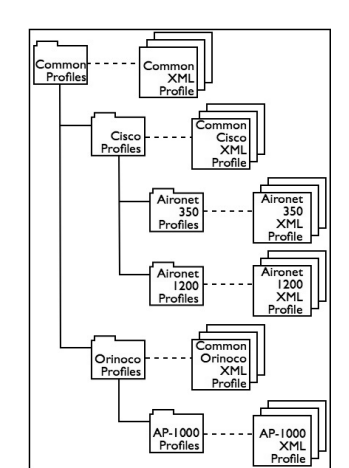 Common
Profiles
Common
XML
Profile
Cisco
Profiles
Common
Cisco
XML
Profile
Aironet
350
Profiles
Aironet
350
XML
Profile
Aironet
1200
Profiles
Aironet
1200
XML
Profile
Orinoco
Profiles
Common
Orinoco
XML
Profile
AP-1000
Profiles
AP-1000
XML
Profile